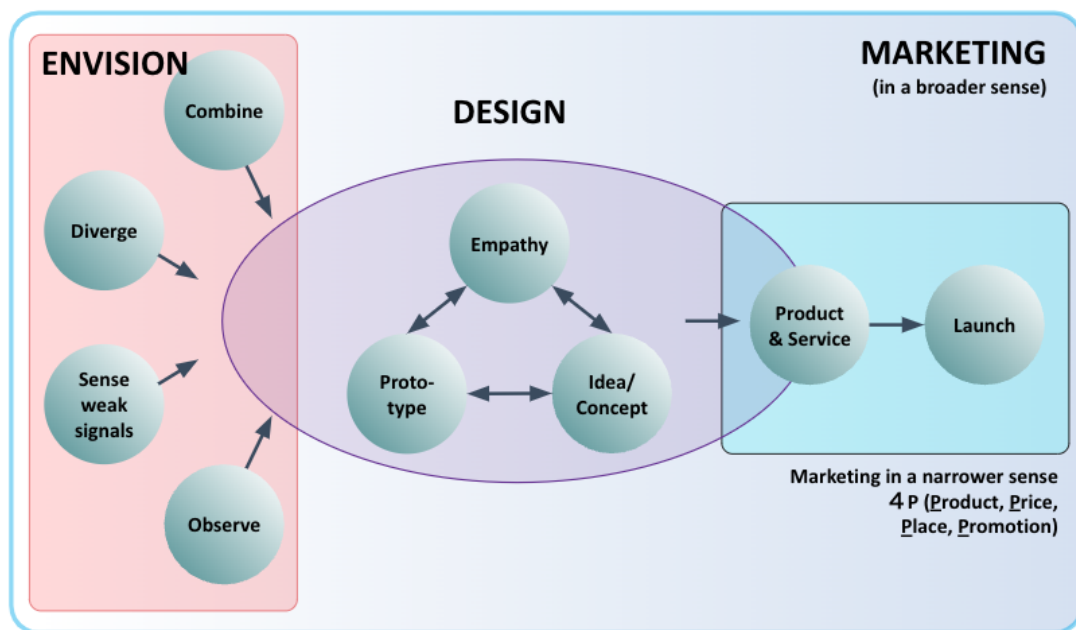 ENVISION
Combine
Diverge
Sense
weak
signals
Observe
DESIGN
Empathy
Proto-
type
Idea/
Concept
MARKETING
(in a broader sense)
Product
& Service
Launch
Marketing in a narrower sense
4 P (Product, Price,
Place, Promotion)